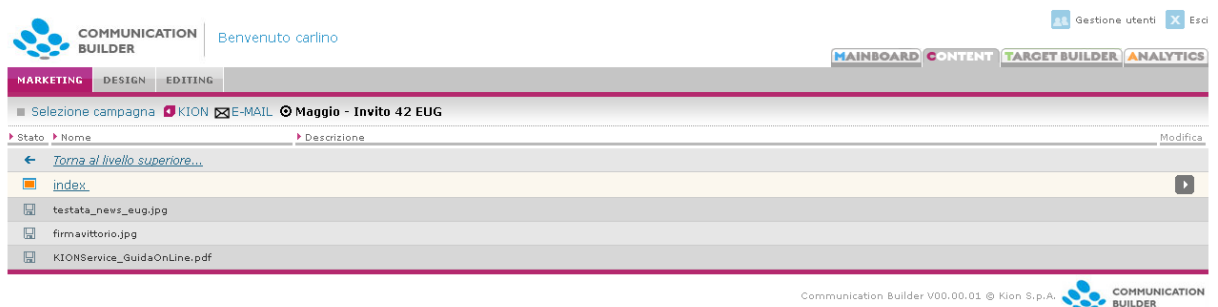 Gestione utenti X Esci
COMMUNICATION
BUILDER
Benvenuto carlino
MAINBOARD CONTENT TARGET BUILDER ANALYTICS
MARKETING DESIGN EDITING
Selezione campagna KION E-MAIL Maggio - Invito 42 EUG
Stato Nome Descrizione Modifica
Torna al livello superiore...
index
testata_news_eug.jpg
firmavittorio.jpg
KIONService_GuidaOnLine.pdf
Communication Builder V00.00.01 @ Kion S.p.A.
COMMUNICATION
BUILDER